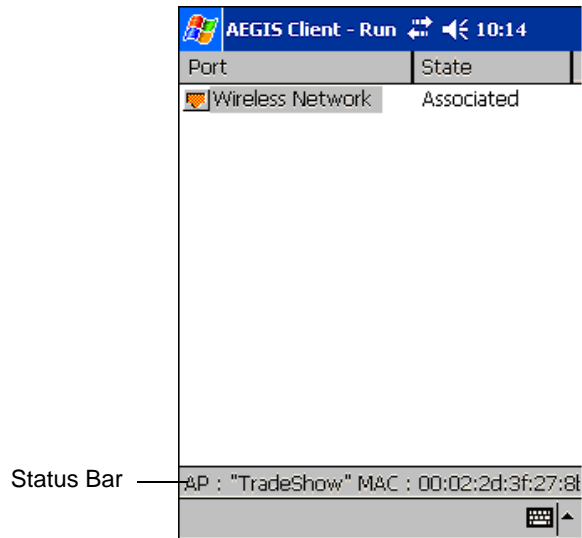 AEGIS Client - Run 10:14
Port State
Wireless Network Associated
Status Bar
AP : "TradeShow" MAC : 00:02:2d:3f:27:8